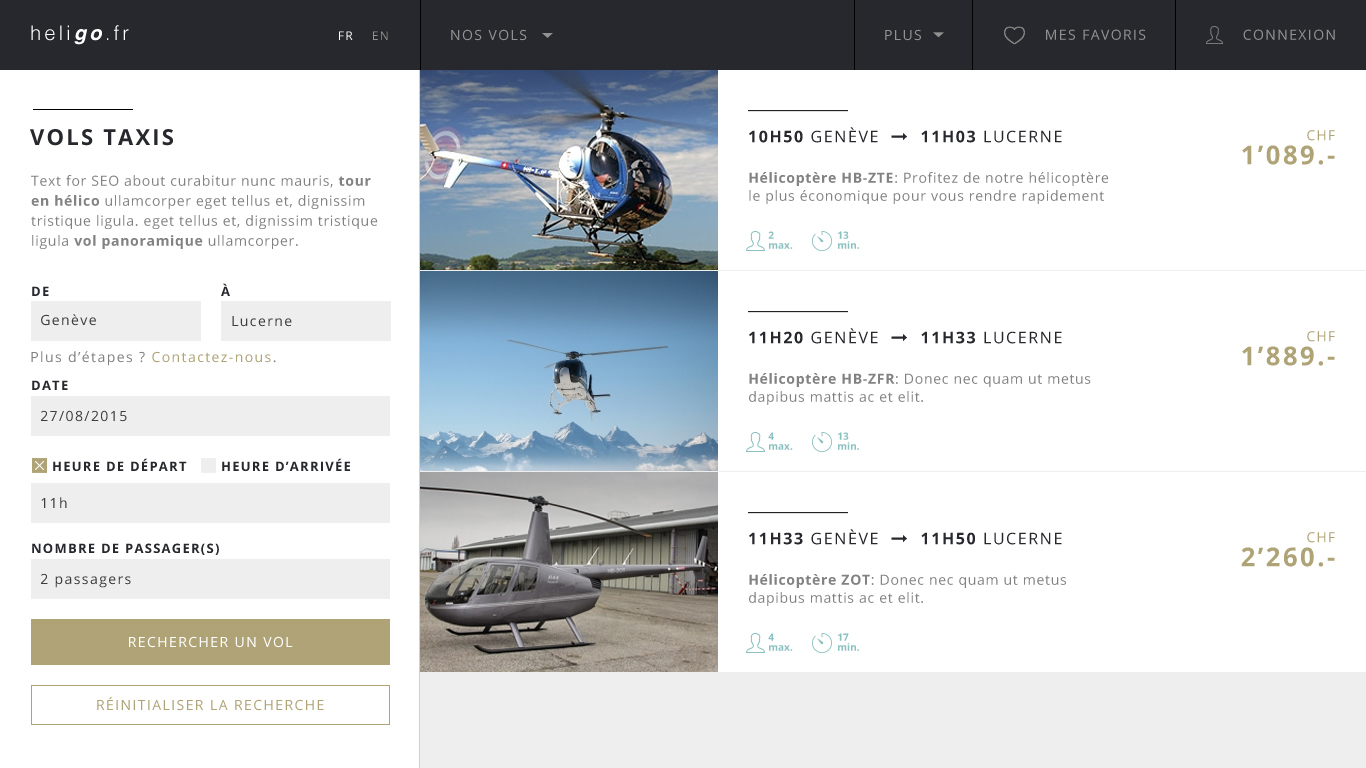 heligo.fr
FR EN
NOS VOLS
PLUS
MES FAVORIS
CONNEXION
VOLS TAXIS
Text for SEO about curabitur nunc mauris, tour
en hélico ullamcorper eget tellus et, dignissim
tristique ligula. eget tellus et, dignissim tristique
ligula vol panoramique ullamcorper.
DE
Genève
À
Lucerne
Plus d’étapes ? Contactez-nous.
DATE
27/08/2015
HEURE DE DÉPART
HEURE D’ARRIVÉE
11h
NOMBRE DE PASSAGER(S)
2 passagers
RECHERCHER UN VOL
RÉINITIALISER LA RECHERCHE
10H50 GENÈVE → 11H03 LUCERNE
Hélicoptère HB-ZTE: Profitez de notre hélicoptère
le plus économique pour vous rendre rapidement
2
max.
13
min.
CHF
1’089.-
11H20 GENÈVE → 11H33 LUCERNE
Hélicoptère HB-ZFR: Donec nec quam ut metus
dapibus mattis ac et elit.
4
max.
13
min.
CHF
1’889.-
11H33 GENÈVE → 11H50 LUCERNE
Hélicoptère ZOT: Donec nec quam ut metus
dapibus mattis ac et elit.
4
max.
17
min.
CHF
2’260.-